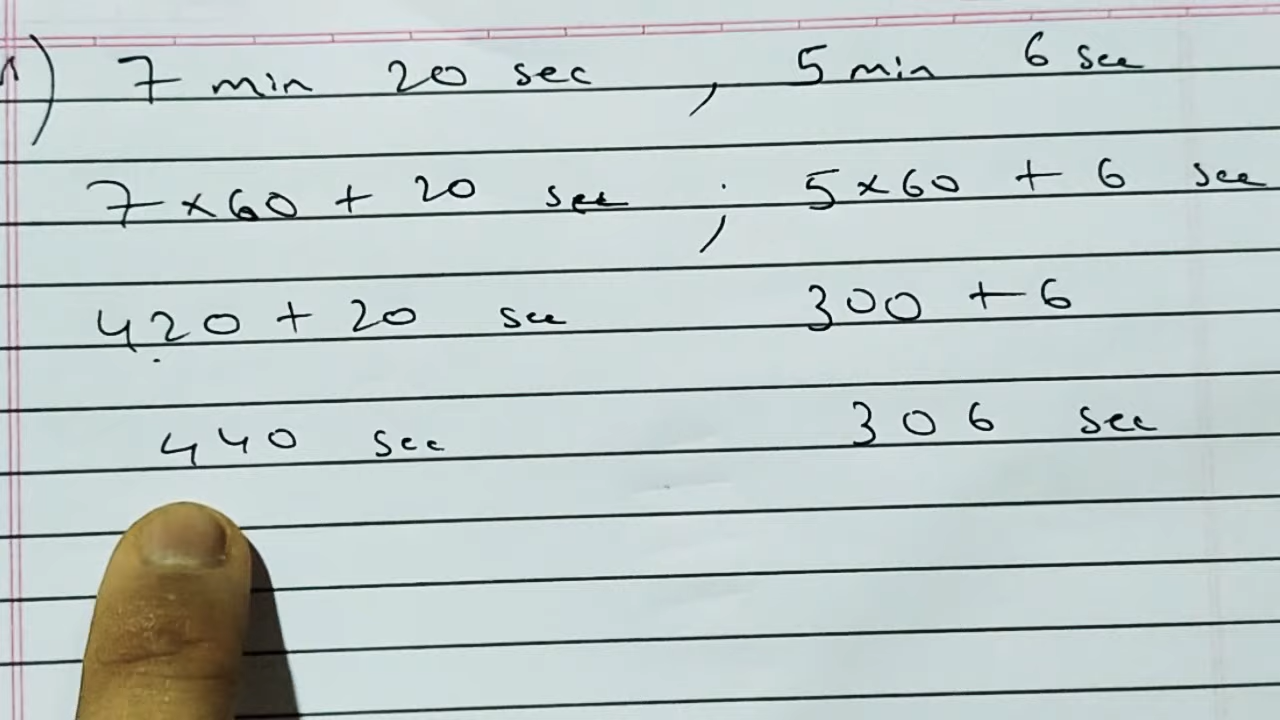 ) 7 min 20 sec , 5 min 6 sec
7 × 60 + 20 sec , 5 × 60 + 6 sec
420 + 20 sec 300 + 6
440 sec 306 sec